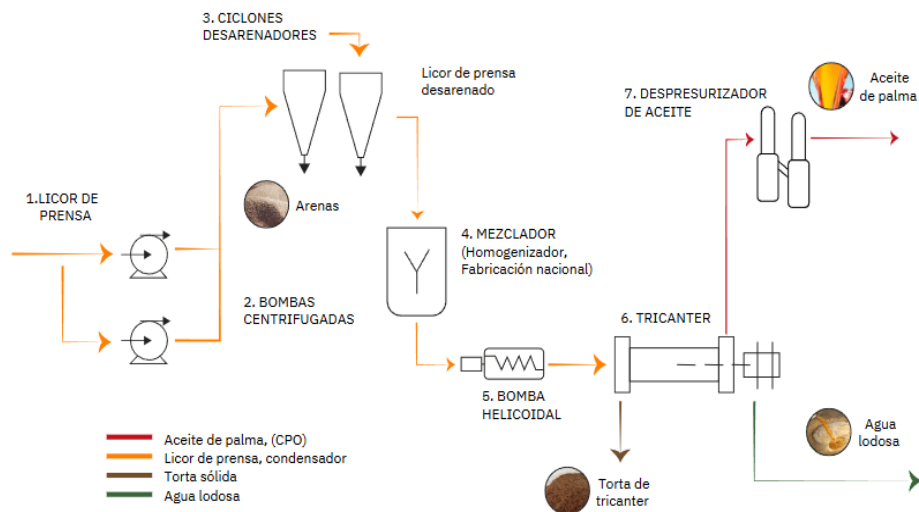 3. CICLONES
DESARENADORES
Licor de prensa
desarenado
7. DESPRESURIZADOR
DE ACEITE
Aceite
de palma
1.LICOR DE
PRENSA
Arenas
4. MEZCLADOR
(Homogenizador,
Fabricación nacional)
2. BOMBAS
CENTRIFUGADAS
6. TRICANTER
5. BOMBA
HELICOIDAL
Aceite de palma, (CPO)
Licor de prensa, condensador
Torta sólida
Agua lodosa
Torta de
tricanter
Agua
lodosa